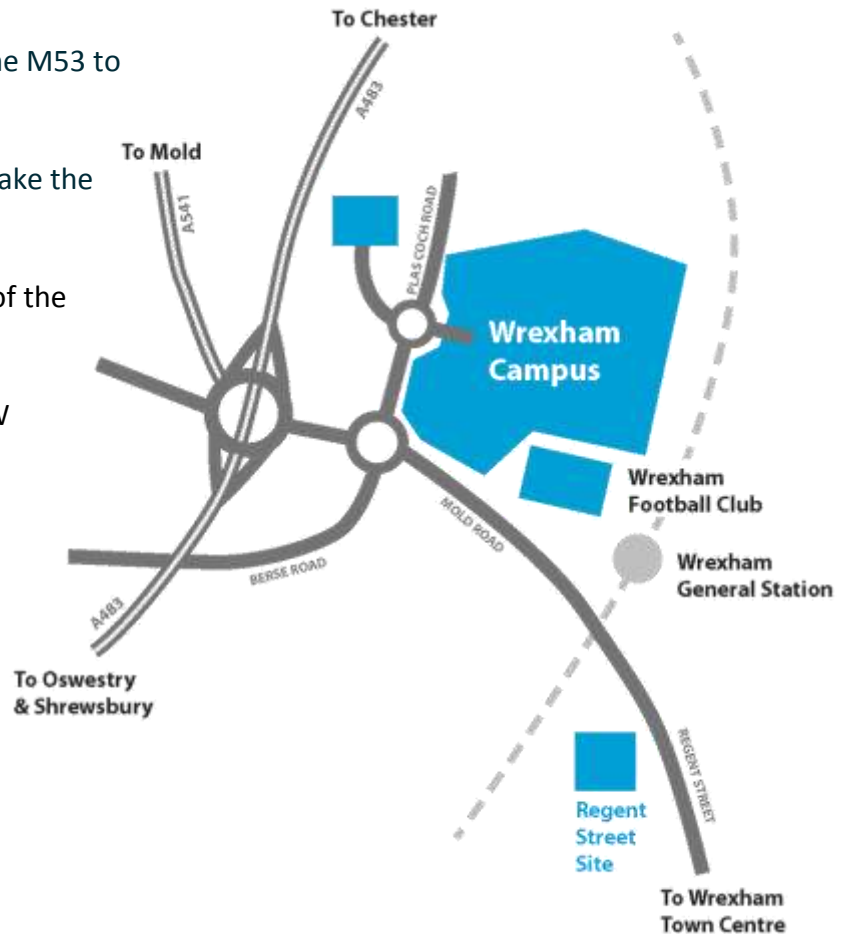 To Chester
ne M53 to
A483
To Mold
ake the
A541
PLAS COCH ROAD
of the
Wrexham
Campus
W
Wrexham
Football Club
MOLD ROAD
Wrexham
General Station
BERSE ROAD
A483
To Oswestry
& Shrewsbury
REGENT STREET
Regent
Street
Site
To Wrexham
Town Centre